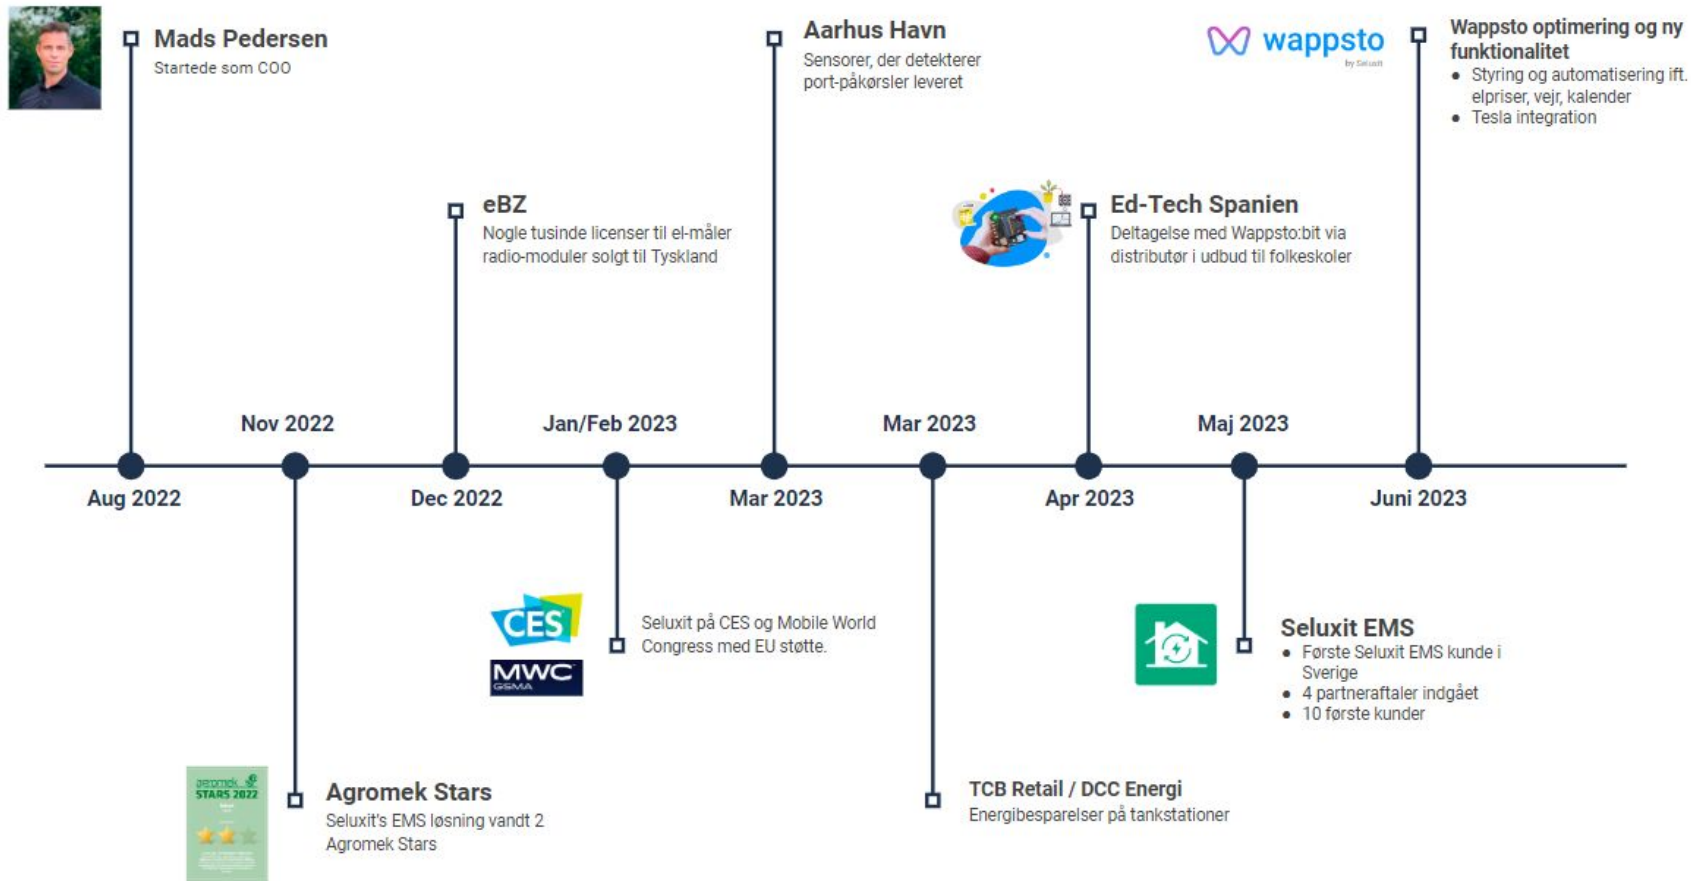 Mads Pedersen
Startede som COO
Aarhus Havn
Sensorer, der detekterer
port-påkørsler leveret
wappsto
by Seluxit
Wappsto optimering og ny
funktionalitet
● Styring og automatisering ift.
elpriser, vejr, kalender
● Tesla integration
eBZ
Nogle tusinde licenser til el-måler
radio-moduler solgt til Tyskland
Ed-Tech Spanien
Deltagelse med Wappsto:bit via
distributør i udbud til folkeskoler
Nov 2022
Jan/Feb 2023
Mar 2023
Maj 2023
Aug 2022
Dec 2022
Mar 2023
Apr 2023
Juni 2023
CES
MWC
GSMA
Seluxit på CES og Mobile World
Congress med EU støtte.
Seluxit EMS
● Første Seluxit EMS kunde i
Sverige
● 4 partneraftaler indgået
● 10 første kunder
agromek
STARS 2022
Agromek Stars
Seluxit's EMS løsning vandt 2
Agromek Stars
TCB Retail / DCC Energi
Energibesparelser på tankstationer